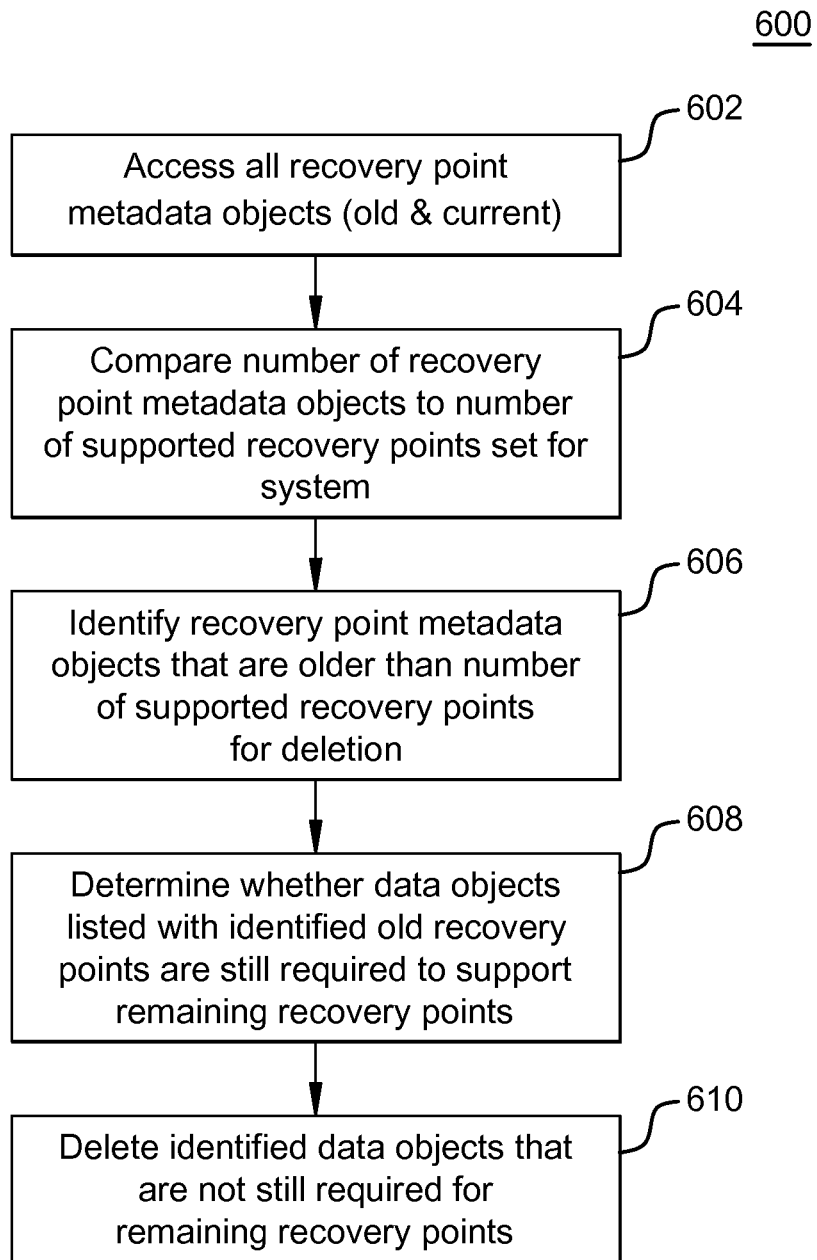 600
602
Access all recovery point
metadata objects (old & current)
604
Compare number of recovery
point metadata objects to number
of supported recovery points set for
system
606
Identify recovery point metadata
objects that are older than number
of supported recovery points
for deletion
608
Determine whether data objects
listed with identified old recovery
points are still required to support
remaining recovery points
610
Delete identified data objects that
are not still required for
remaining recovery points